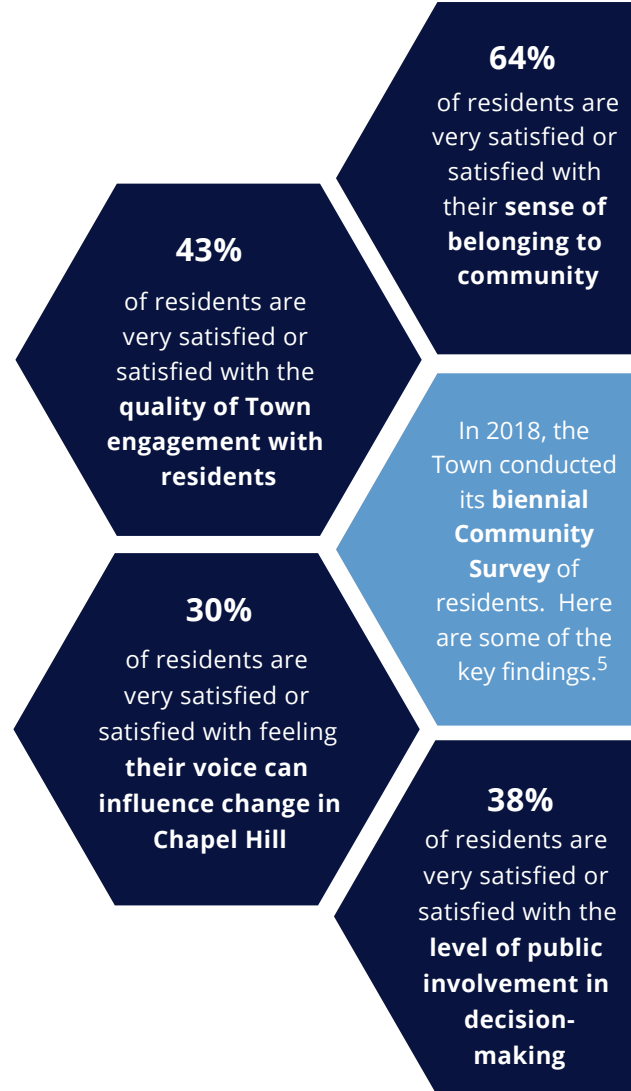 64%
of residents are
very satisfied or
satisfied with
their sense of
belonging to
community
43%
of residents are
very satisfied or
satisfied with the
quality of Town
engagement with
residents
In 2018, the
Town conducted
its biennial
Community
Survey of
residents.  Here
are some of the
key findings.5
30%
of residents are
very satisfied or
satisfied with feeling
their voice can
influence change in
Chapel Hill
38%
of residents are
very satisfied or
satisfied with the
level of public
involvement in
decision-
making